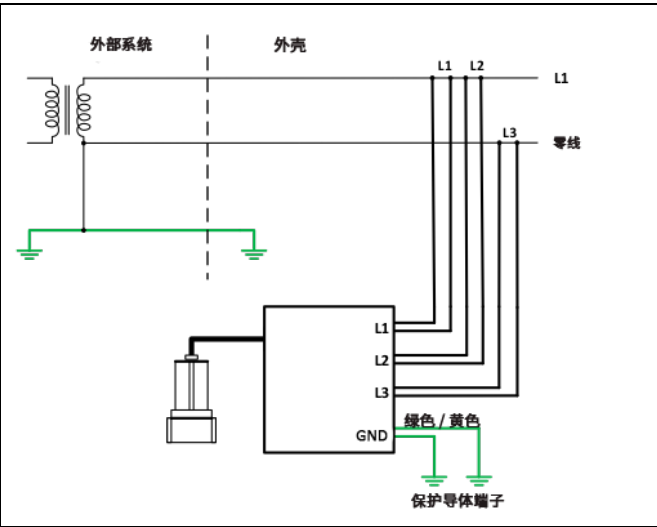 外部系统 外壳
L1 L2
L1
L3
零线
L1
L2
L3
绿色 / 黄色
GND
保护导体端子